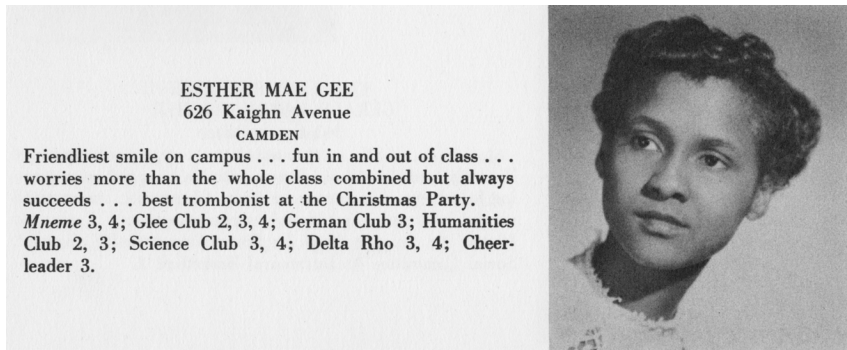 ESTHER MAE GEE
626 Kaighn Avenue
CAMDEN
Friendliest smile on campus . . . fun in and out of class . . .
worries more than the whole class combined but always
succeeds . . . best trombonist at the Christmas Party.
Mneme 3, 4; Glee Club 2, 3, 4; German Club 3; Humanities
Club 2, 3; Science Club 3, 4; Delta Rho 3, 4; Cheer-
leader 3.